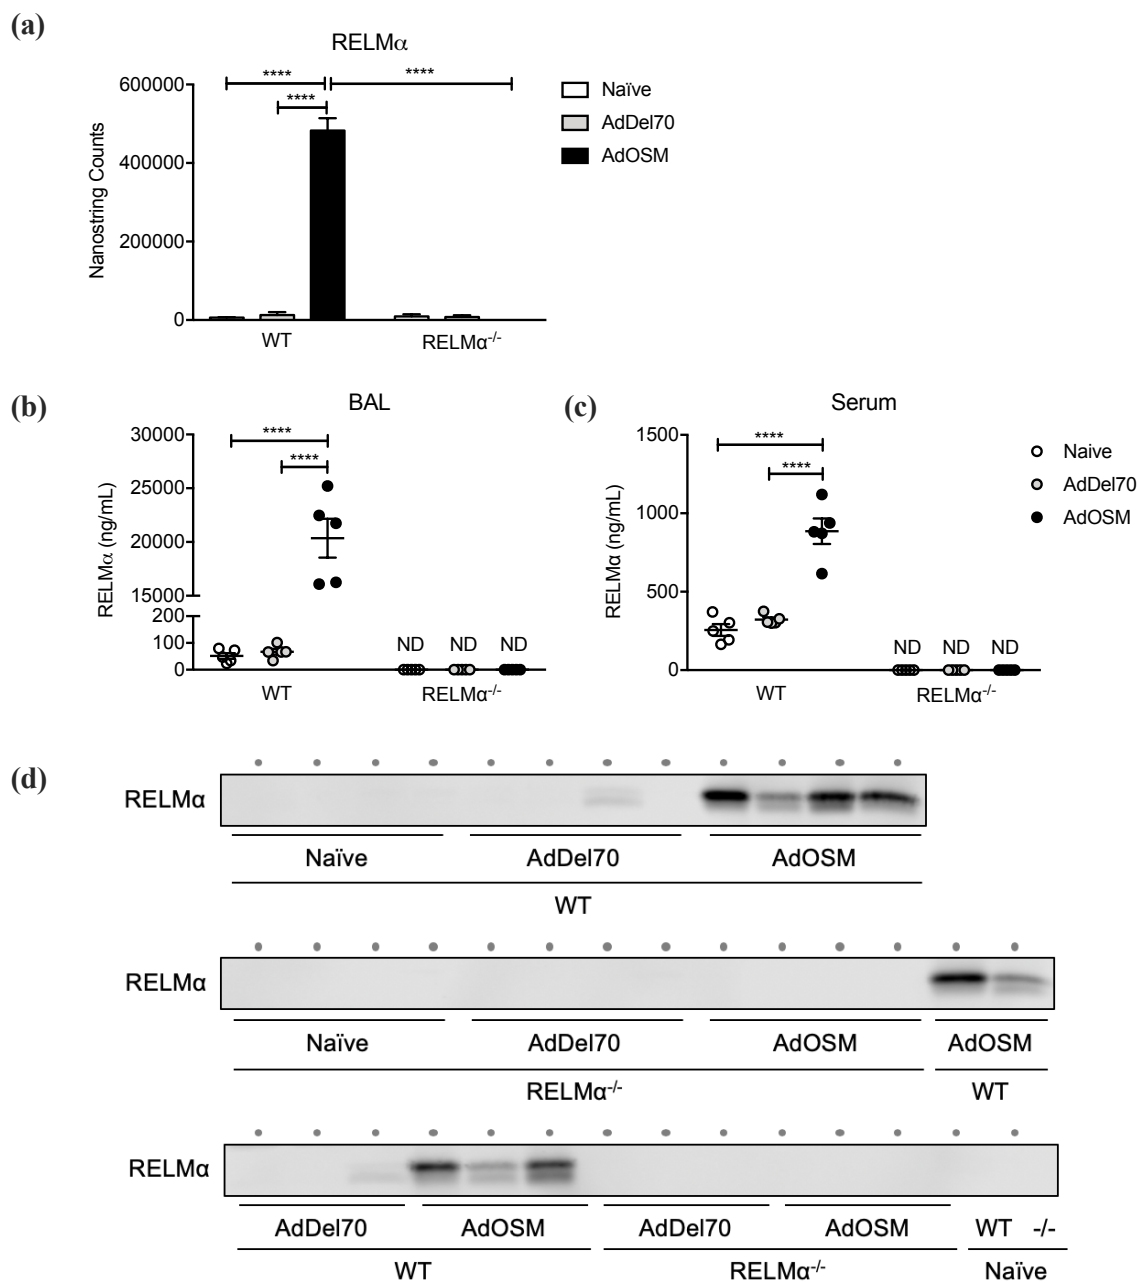 (a)
RELMα
**** ****
****
Nanostring Counts
600000
400000
200000
0
WT RELMα-/-
Naïve
AdDel70
AdOSM
(b)
BAL
****
****
RELMα (ng/mL)
30000
25000
20000
15000
200
100
0
ND ND ND
WT RELMα-/-
(c)
Serum
****
****
RELMα (ng/mL)
1500
1000
500
0
ND ND ND
WT RELMα-/-
Naive
AdDel70
AdOSM
(d)
RELMα
Naïve AdDel70 AdOSM
WT
RELMα
Naïve AdDel70 AdOSM AdOSM
RELMα-/- WT
RELMα
AdDel70 AdOSM AdDel70 AdOSM WT -/-
WT RELMα-/- Naïve